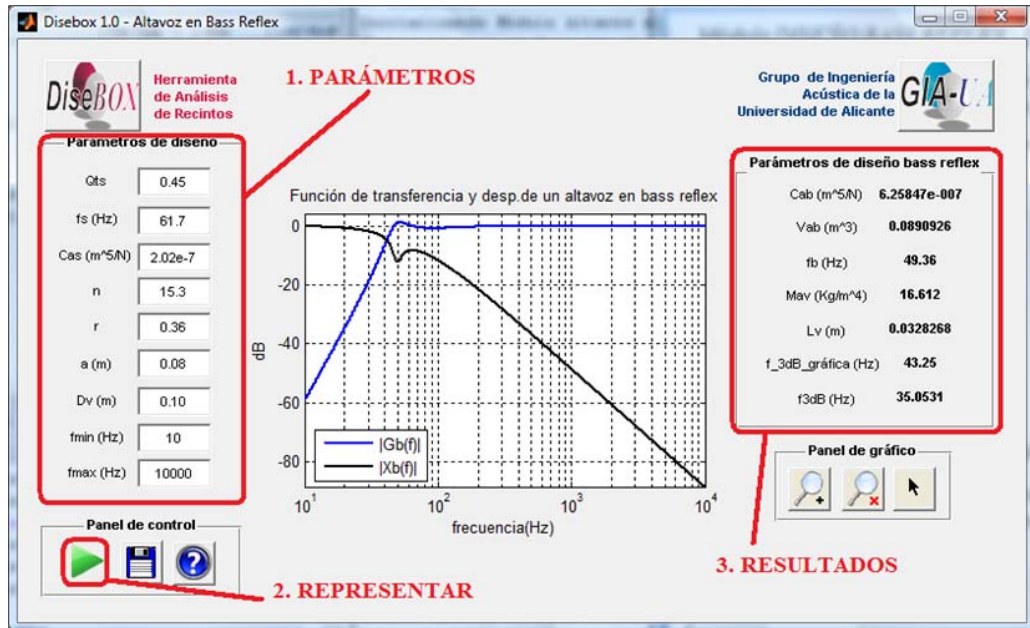 Disebox 1.0 - Altavoz en Bass Reflex
DiseBOX
Herramienta
de Análisis
de Recintos
1. PARÁMETROS
Grupo de Ingeniería
Acústica de la
Universidad de Alicante
GIA-UA
Parámetros de diseño
Qts 0.45
fs (Hz) 61.7
Cas (m^5/N) 2.02e-7
n 15.3
r 0.36
a (m) 0.08
Dv (m) 0.10
fmin (Hz) 10
fmax (Hz) 10000
Función de transferencia y desp.de un altavoz en bass reflex
0
-20
-40
-60
-80
dB
|Gb(f)|
|Xb(f)|
10^1 10^2 10^3 10^4
frecuencia(Hz)
Parámetros de diseño bass reflex
Cab (m^5/N) 6.25847e-007
Vab (m^3) 0.0890926
fb (Hz) 49.36
Mav (Kg/m^4) 16.612
Lv (m) 0.0328268
f_3dB_gráfica (Hz) 43.25
f3dB (Hz) 35.0531
Panel de gráfico
Panel de control
2. REPRESENTAR
3. RESULTADOS